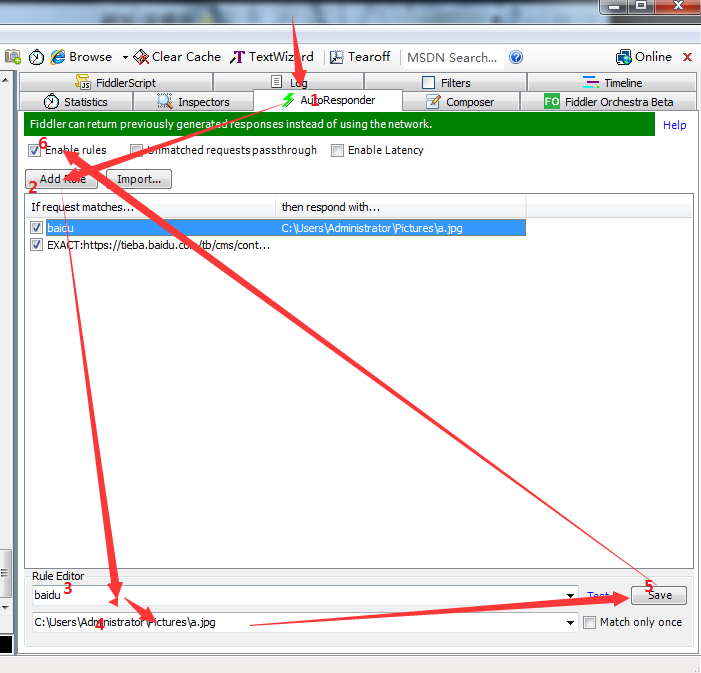 Browse Clear Cache TextWizard Tearoff MSDN Search... Online
FiddlerScript Log Filters Timeline
Statistics Inspectors AutoResponder 1 Composer FO Fiddler Orchestra Beta
Fiddler can return previously generated responses instead of using the network. Help
6 Enable rules Unmatched requests passthrough Enable Latency
2 Add Rule Import...
If request matches... then respond with...
baidu C:\Users\Administrator\Pictures\a.jpg
EXACT:https://tieba.baidu.com/tb/cms/cont...
Rule Editor
baidu 3 Test... 5 Save
C:\Users\Administrator\Pictures\a.jpg 4 Match only once